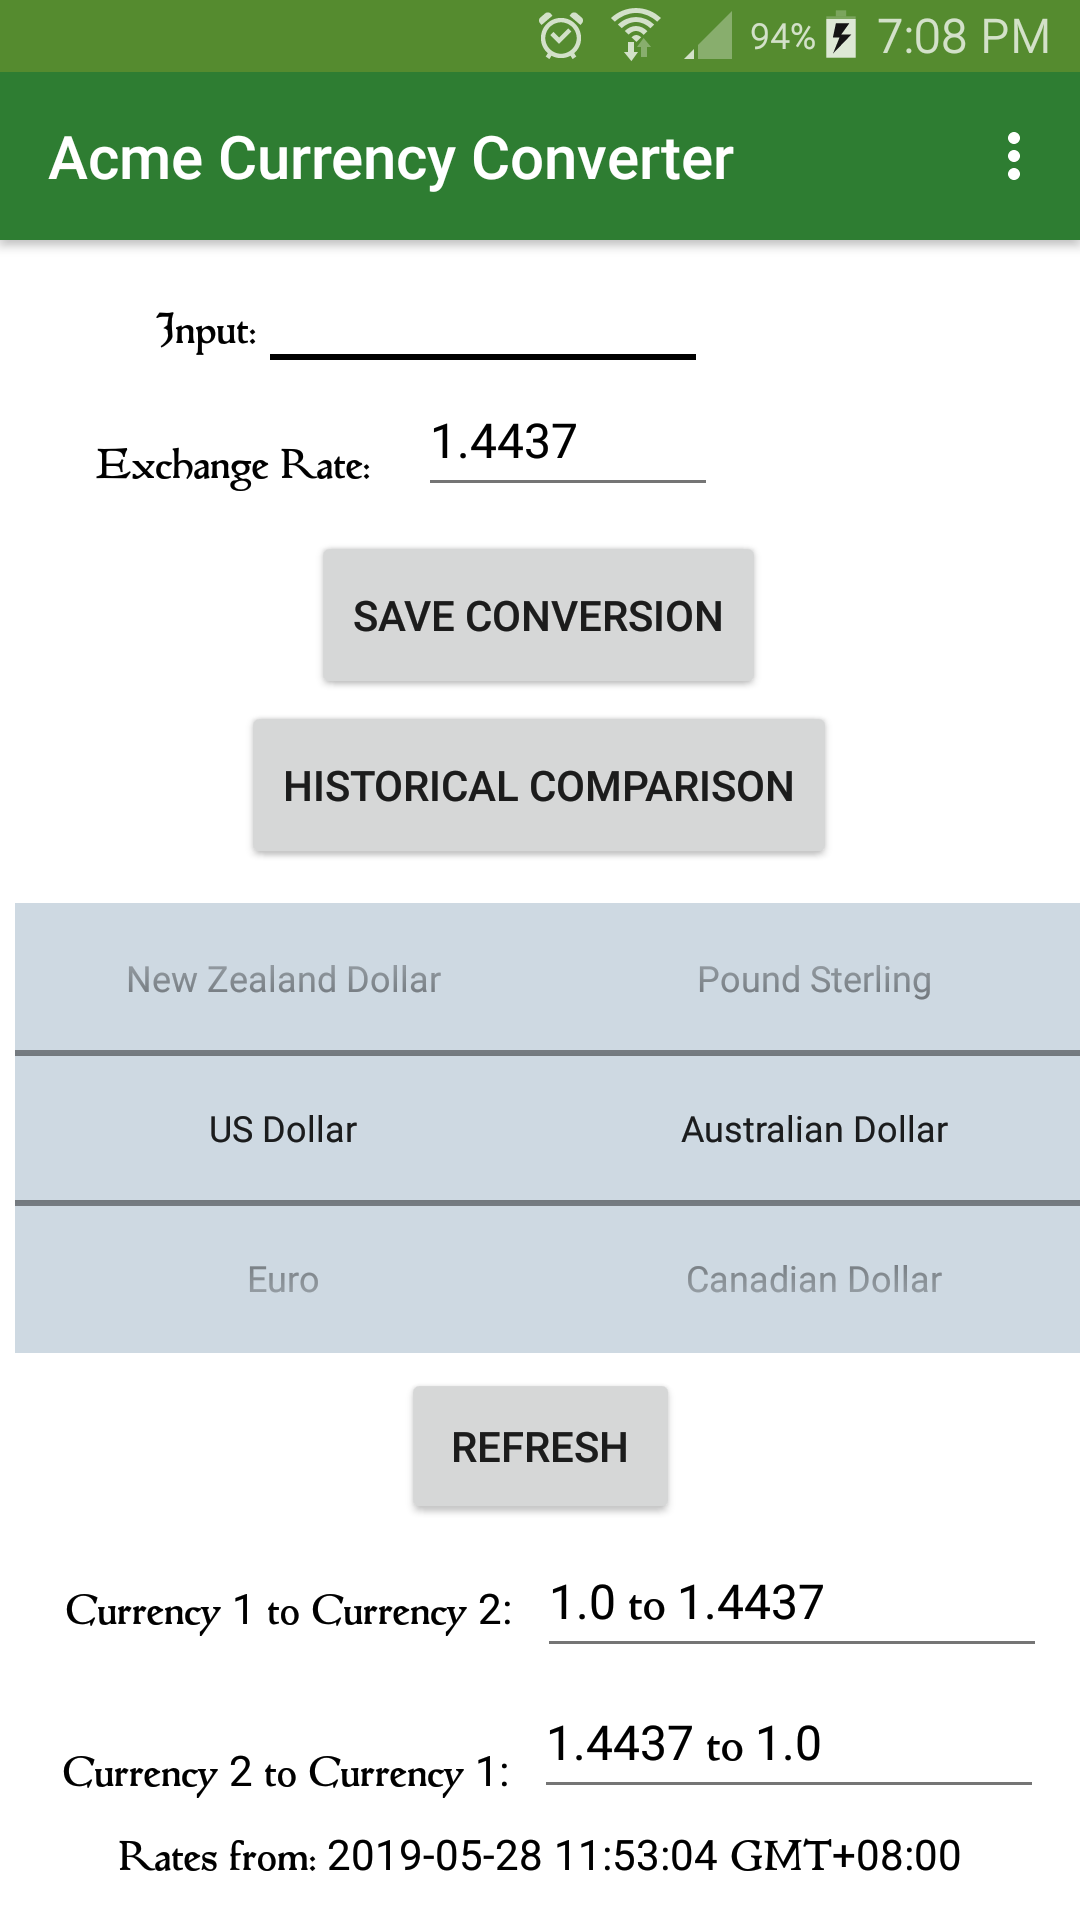 94% 7:08 PM
Acme Currency Converter
Input:
Exchange Rate: 1.4437
SAVE CONVERSION
HISTORICAL COMPARISON
New Zealand Dollar Pound Sterling
US Dollar Australian Dollar
Euro Canadian Dollar
REFRESH
Currency 1 to Currency 2: 1.0 to 1.4437
Currency 2 to Currency 1: 1.4437 to 1.0
Rates from: 2019-05-28 11:53:04 GMT+08:00